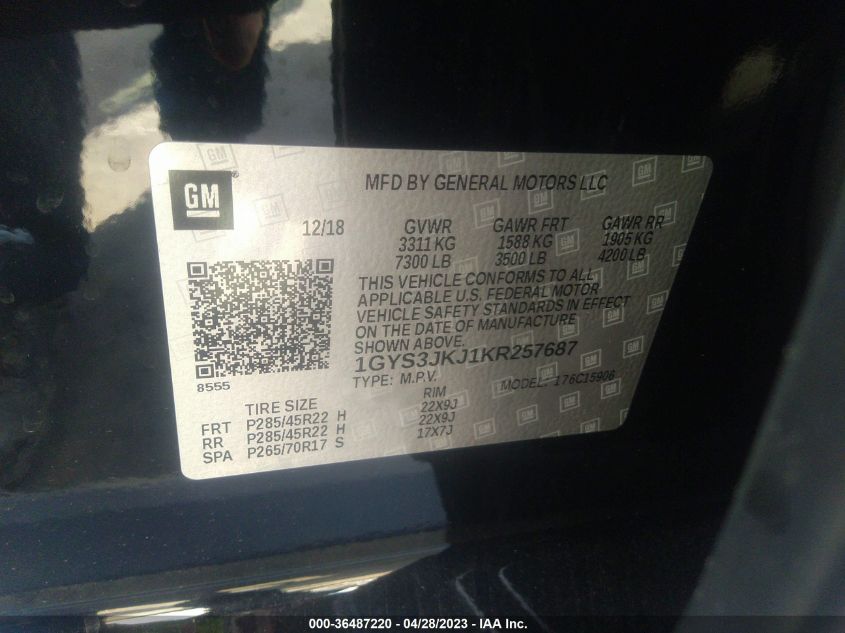 GM ®
MFD BY GENERAL MOTORS LLC
12/18 GVWR GAWR FRT GAWR RR
3311 KG 1588 KG 1905 KG
7300 LB 3500 LB 4200 LB
THIS VEHICLE CONFORMS TO ALL
APPLICABLE U.S. FEDERAL MOTOR
VEHICLE SAFETY STANDARDS IN EFFECT
ON THE DATE OF MANUFACTURE
SHOWN ABOVE.
1GYS3JKJ1KR257687
8555
TYPE: M.P.V. MODEL: 176C15906
TIRE SIZE RIM
FRT P285/45R22 H 22X9J
RR P285/45R22 H 22X9J
SPA P265/70R17 S 17X7J
000-36487220 - 04/28/2023 - IAA Inc.